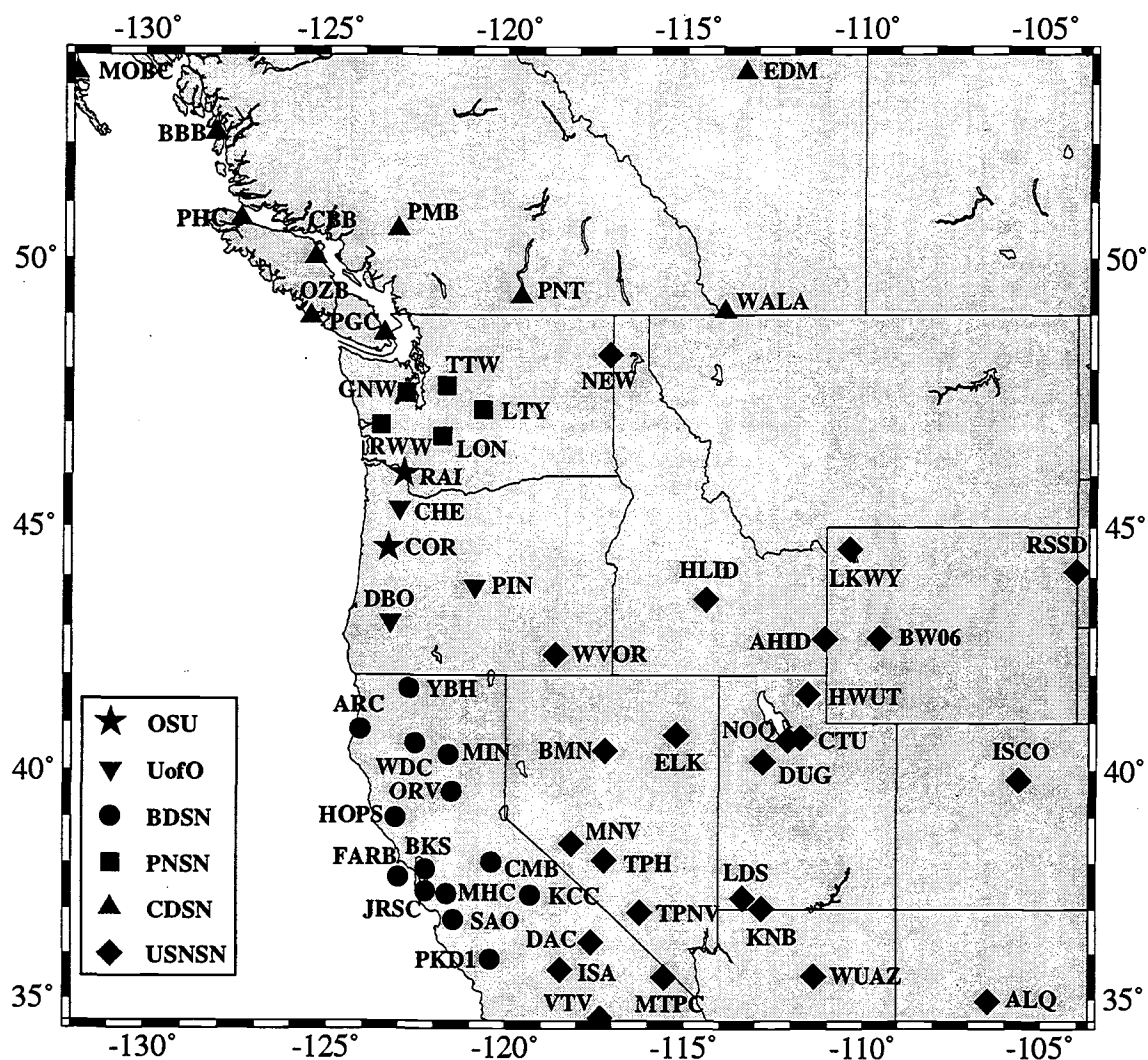 -130° -125° -120° -115° -110° -105°
MOBC
EDM
BBB
PHC
CBB
PMB
50°
50°
OZB
PNT
WALA
PGC
TTW
NEW
GNW
LTY
RWW
LON
RAI
CHE
45°
45°
COR
RSSD
HLID
LKWY
DBO
PIN
AHID
BW06
WVOR
YBH
HWUT
ARC
OSU
NOQ
CTU
MIN
BMN
ISCO
WDC
ELK
UofO
DUG
40°
40°
ORV
BDSN
HOPS
MNV
BKS
FARB
CMB
TPH
PNSN
LDS
MHC
KCC
JRSC
TPNV
CDSN
SAO
KNB
DAC
PKD1
USNSN
ISA
WUAZ
35°
VTV
MTPC
ALQ
35°
-130° -125° -120° -115° -110° -105°